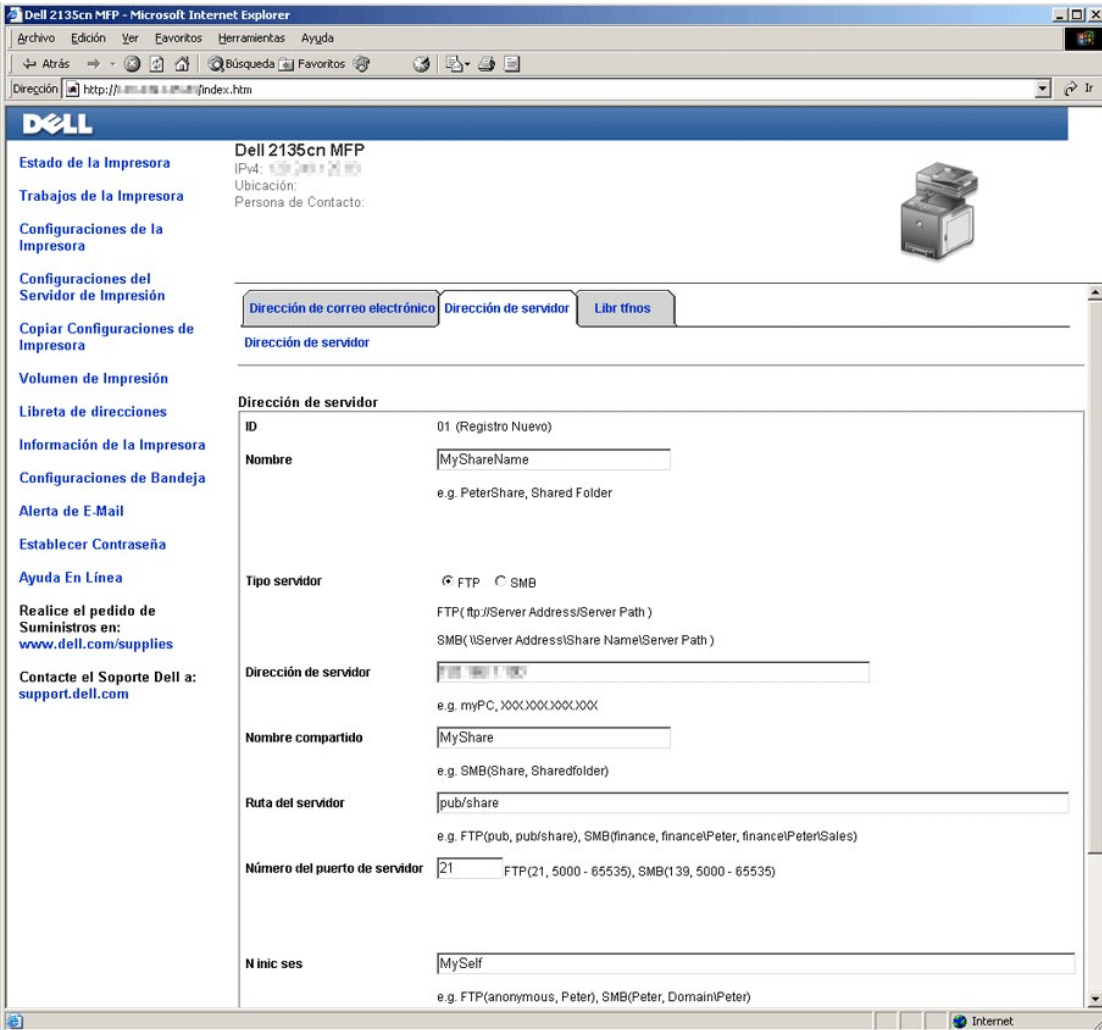 Dell 2135cn MFP - Microsoft Internet Explorer
Archivo Edición Ver Favoritos Herramientas Ayuda
Atrás Búsqueda Favoritos
Dirección http:// /index.htm Ir
DELL
Dell 2135cn MFP
IPv4:
Ubicación:
Persona de Contacto:
Estado de la Impresora
Trabajos de la Impresora
Configuraciones de la
Impresora
Configuraciones del
Servidor de Impresión
Copiar Configuraciones de
Impresora
Volumen de Impresión
Libreta de direcciones
Información de la Impresora
Configuraciones de Bandeja
Alerta de E-Mail
Establecer Contraseña
Ayuda En Línea
Realice el pedido de
Suministros en:
www.dell.com/supplies
Contacte el Soporte Dell a:
support.dell.com
Dirección de correo electrónico Dirección de servidor Libr tfnos
Dirección de servidor
Dirección de servidor
ID 01 (Registro Nuevo)
Nombre MyShareName
e.g. PeterShare, Shared Folder
Tipo servidor FTP SMB
FTP( ftp://Server Address/Server Path )
SMB( \\Server Address\Share Name\Server Path )
Dirección de servidor
e.g. myPC, XXX.XXX.XXX.XXX
Nombre compartido MyShare
e.g. SMB(Share, Sharedfolder)
Ruta del servidor pub/share
e.g. FTP(pub, pub/share), SMB(finance, finance\Peter, finance\Peter\Sales)
Número del puerto de servidor 21 FTP(21, 5000 - 65535), SMB(139, 5000 - 65535)
N inic ses MySelf
e.g. FTP(anonymous, Peter), SMB(Peter, Domain\Peter)
Internet